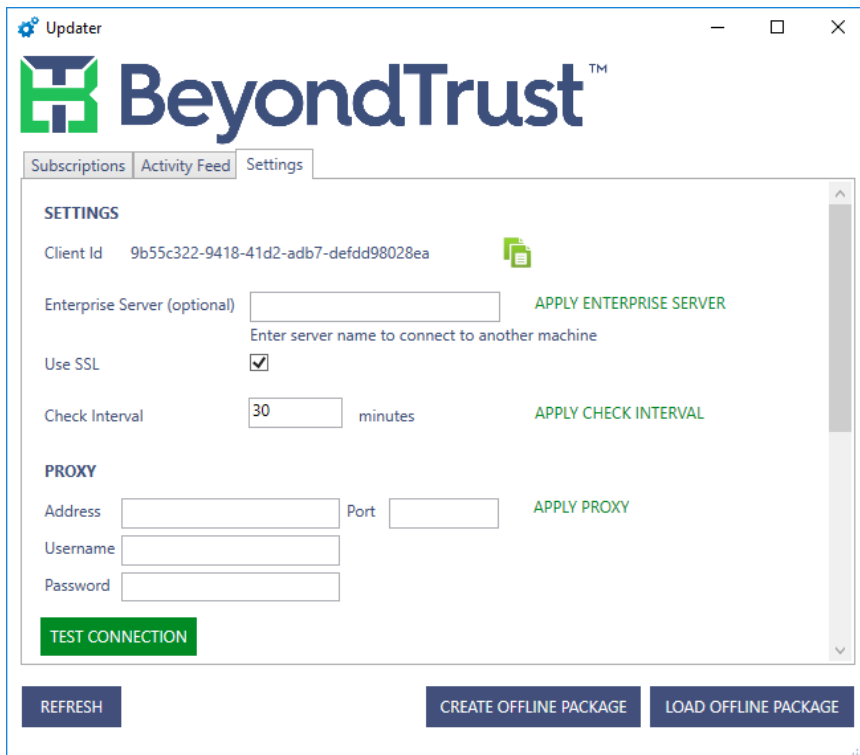 Updater
BeyondTrust™
Subscriptions Activity Feed Settings
SETTINGS
Client Id 9b55c322-9418-41d2-adb7-defdd98028ea
Enterprise Server (optional) APPLY ENTERPRISE SERVER
Enter server name to connect to another machine
Use SSL
Check Interval 30 minutes APPLY CHECK INTERVAL
PROXY
Address Port APPLY PROXY
Username
Password
TEST CONNECTION
REFRESH CREATE OFFLINE PACKAGE LOAD OFFLINE PACKAGE